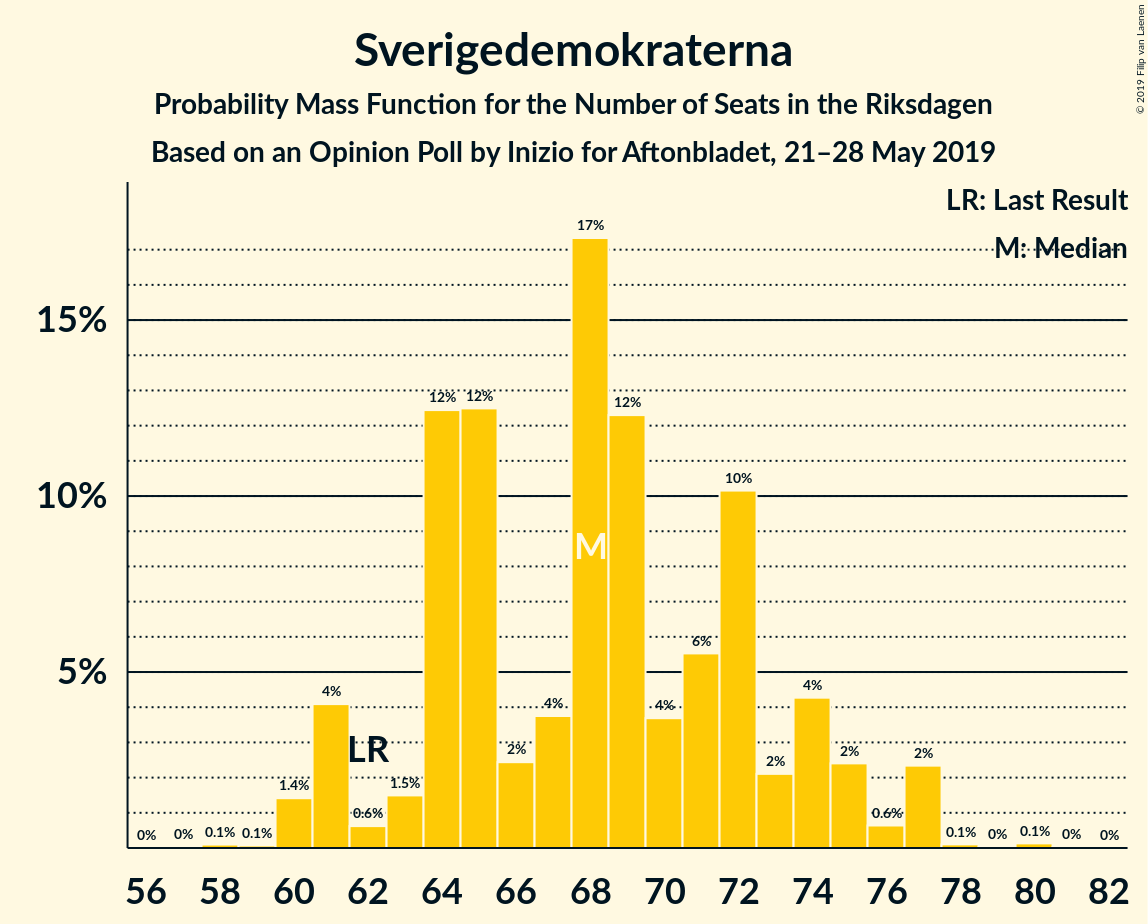 Sverigedemokraterna
Probability Mass Function for the Number of Seats in the Riksdagen
Based on an Opinion Poll by Inizio for Aftonbladet, 21–28 May 2019
© 2019 Filip van Laenen
LR: Last Result
M: Median
15%
10%
5%
0% 0% 0.1% 0.1% 1.4% 4% 0.6% 1.5% 12% 12% 2% 4% 17% 12% 4% 6% 10% 2% 4% 2% 0.6% 2% 0.1% 0% 0.1% 0% 0%
LR
M
56 58 60 62 64 66 68 70 72 74 76 78 80 82